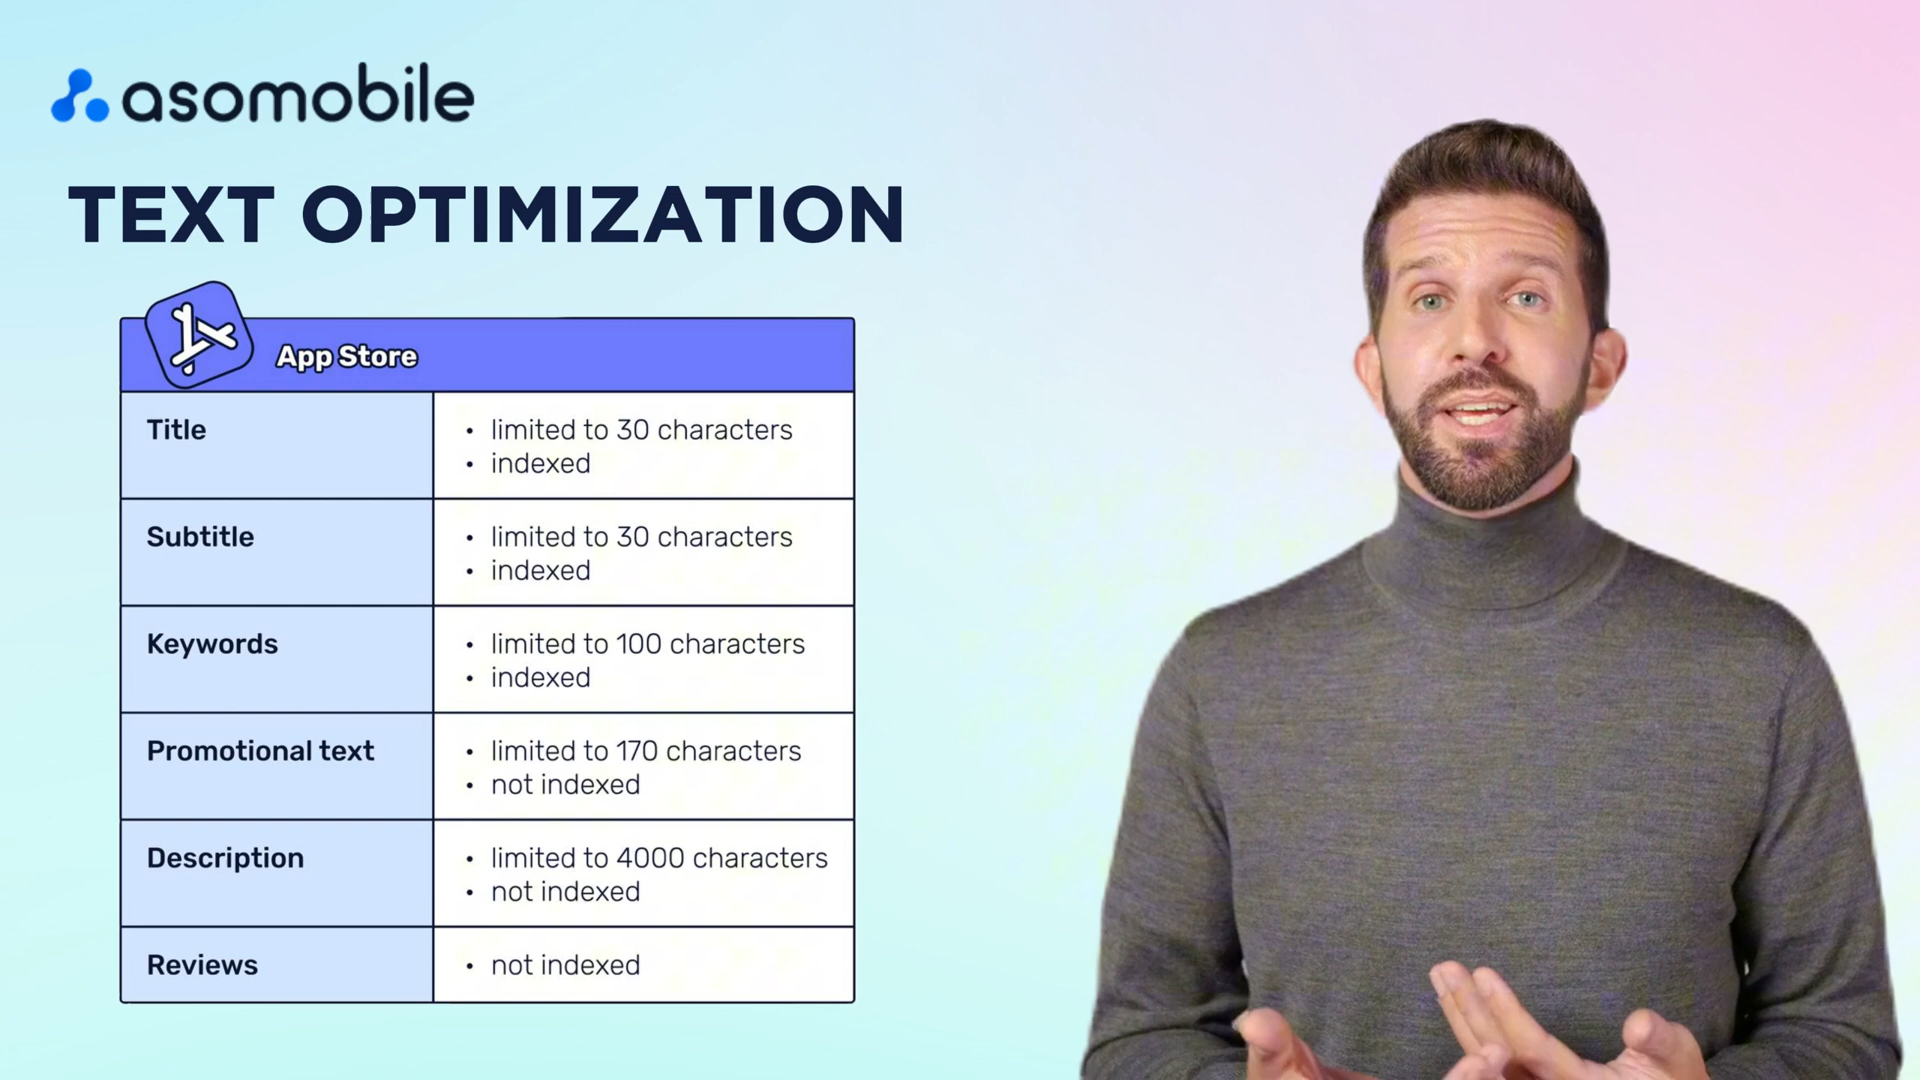 asomobile
TEXT OPTIMIZATION
App Store
Title
• limited to 30 characters
• indexed
Subtitle
• limited to 30 characters
• indexed
Keywords
• limited to 100 characters
• indexed
Promotional text
• limited to 170 characters
• not indexed
Description
• limited to 4000 characters
• not indexed
Reviews
• not indexed